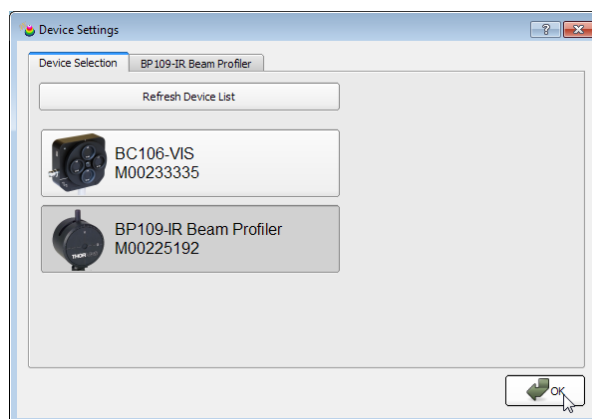 Device Settings
Device Selection
BP109-IR Beam Profiler
Refresh Device List
BC106-VIS
M00233335
BP109-IR Beam Profiler
M00225192
THOR
OK